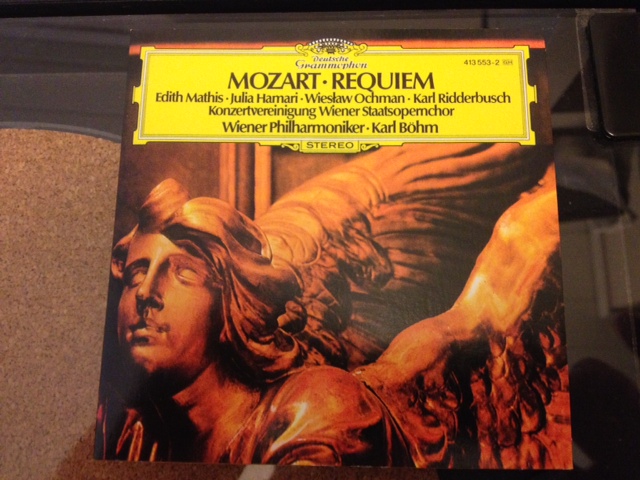 Deutsche
Grammophon
413 553-2 GH
MOZART · REQUIEM
Edith Mathis · Julia Hamari · Wiesław Ochman · Karl Ridderbusch
Konzertvereinigung Wiener Staatsopernchor
Wiener Philharmoniker · Karl Böhm
STEREO